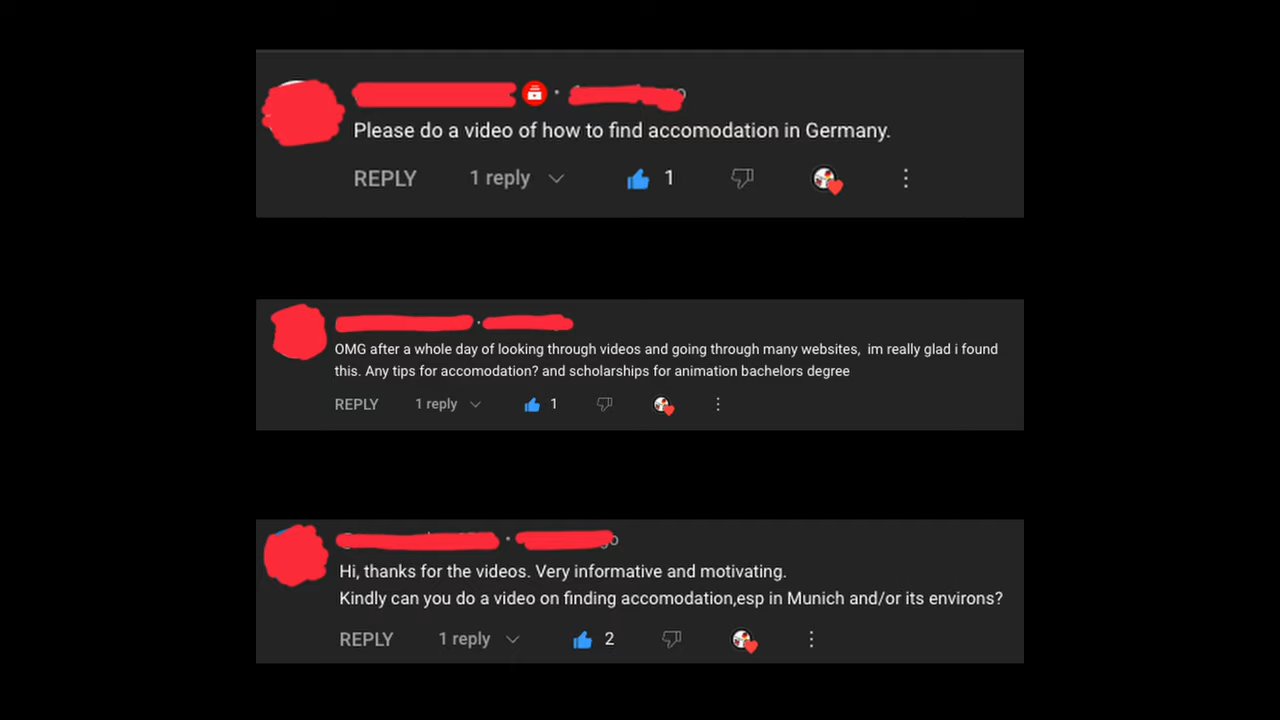 Please do a video of how to find accomodation in Germany.
REPLY 1 reply 1
OMG after a whole day of looking through videos and going through many websites, im really glad i found
this. Any tips for accomodation? and scholarships for animation bachelors degree
REPLY 1 reply 1
Hi, thanks for the videos. Very informative and motivating.
Kindly can you do a video on finding accomodation,esp in Munich and/or its environs?
REPLY 1 reply 2